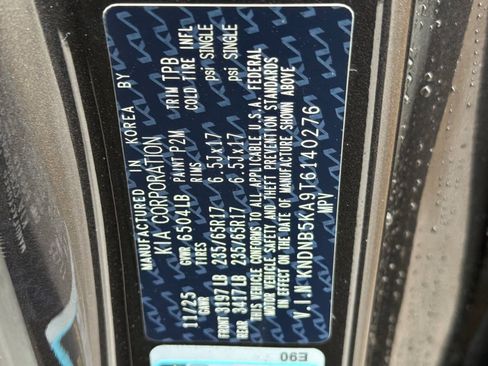 MANUFACTURED IN KOREA BY
KIA CORPORATION
11/25 GVWR 6504LB PAINT P2M TRIM TPB
GAWR TIRES RIMS COLD TIRE INFL
FRONT 3197LB 235/65R17 6.5Jx17 psi SINGLE
REAR 3417LB 235/65R17 6.5Jx17 psi SINGLE
THIS VEHICLE CONFORMS TO ALL APPLICABLE U.S.A. FEDERAL
MOTOR VEHICLE SAFETY AND THEFT PREVENTION STANDARDS
IN EFFECT ON THE DATE OF MANUFACTURE SHOWN ABOVE.
V.I.N KNDNB5KA9T6140276
MPV
E90